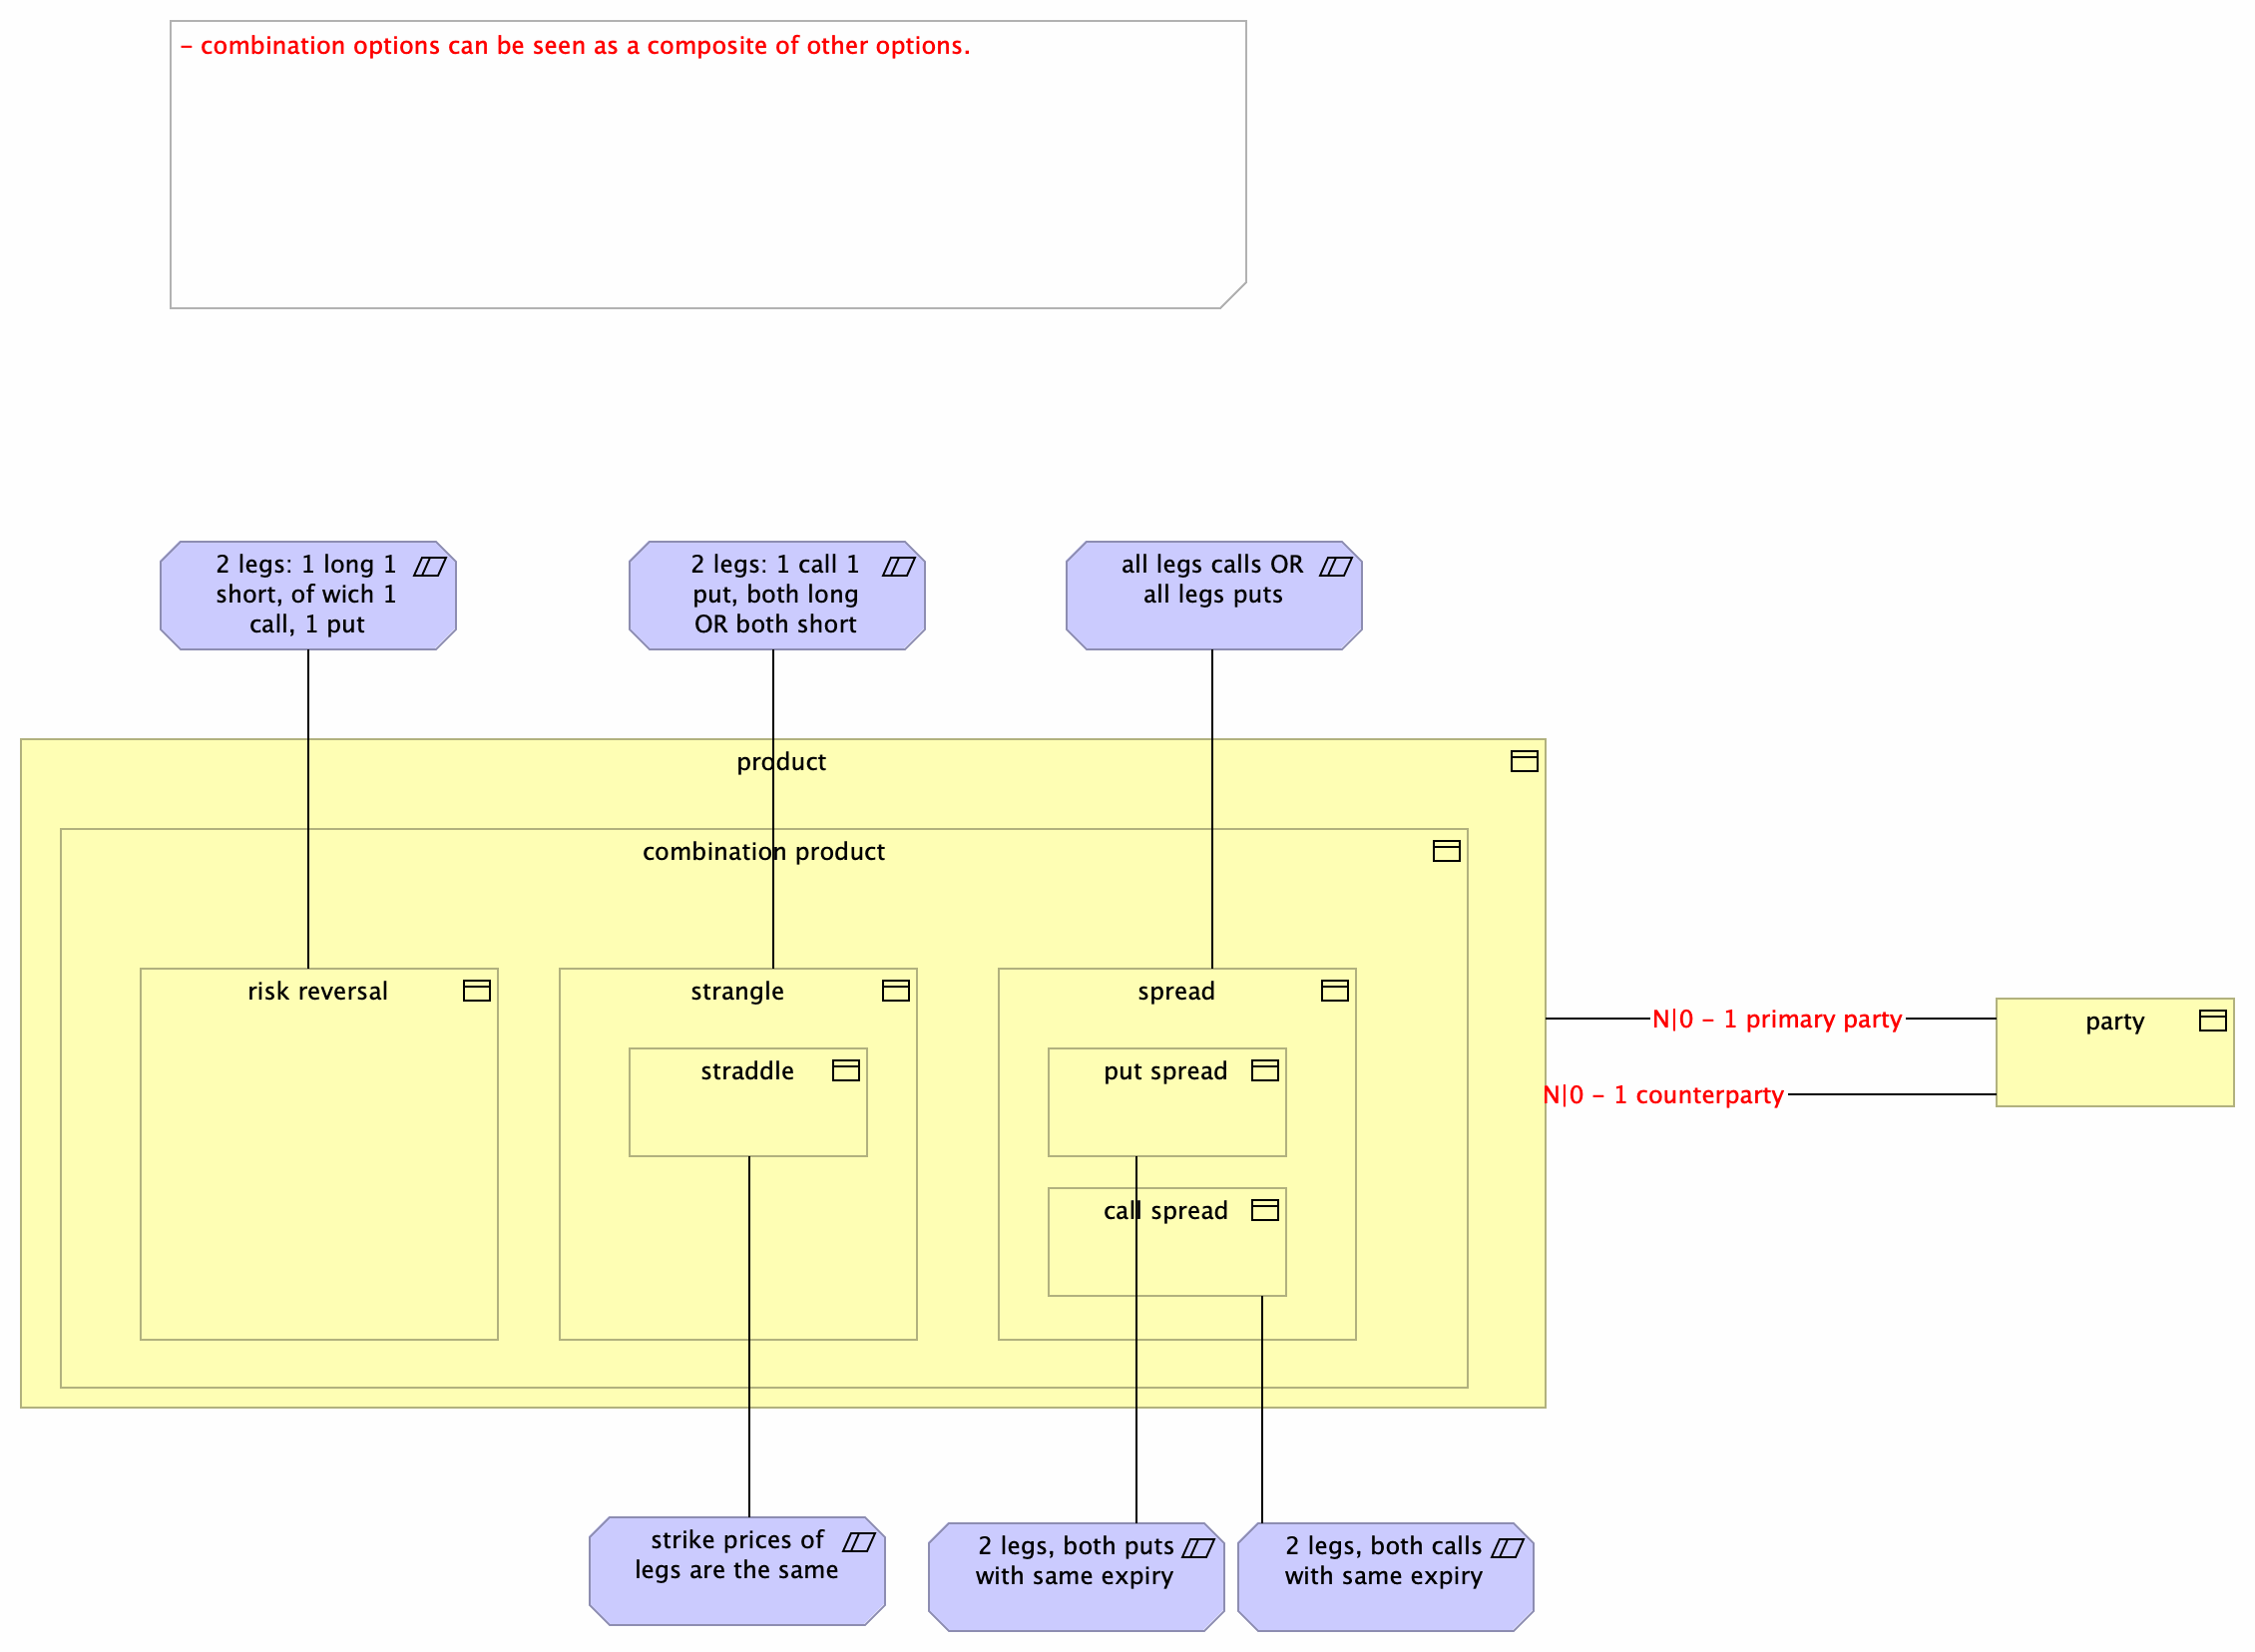 - combination options can be seen as a composite of other options.
2 legs: 1 long 1
short, of wich 1
call, 1 put
2 legs: 1 call 1
put, both long
OR both short
all legs calls OR
all legs puts
product
combination product
risk reversal
strangle
spread
straddle
put spread
call spread
N|0 - 1 primary party
party
N|0 - 1 counterparty
strike prices of
legs are the same
2 legs, both puts
with same expiry
2 legs, both calls
with same expiry